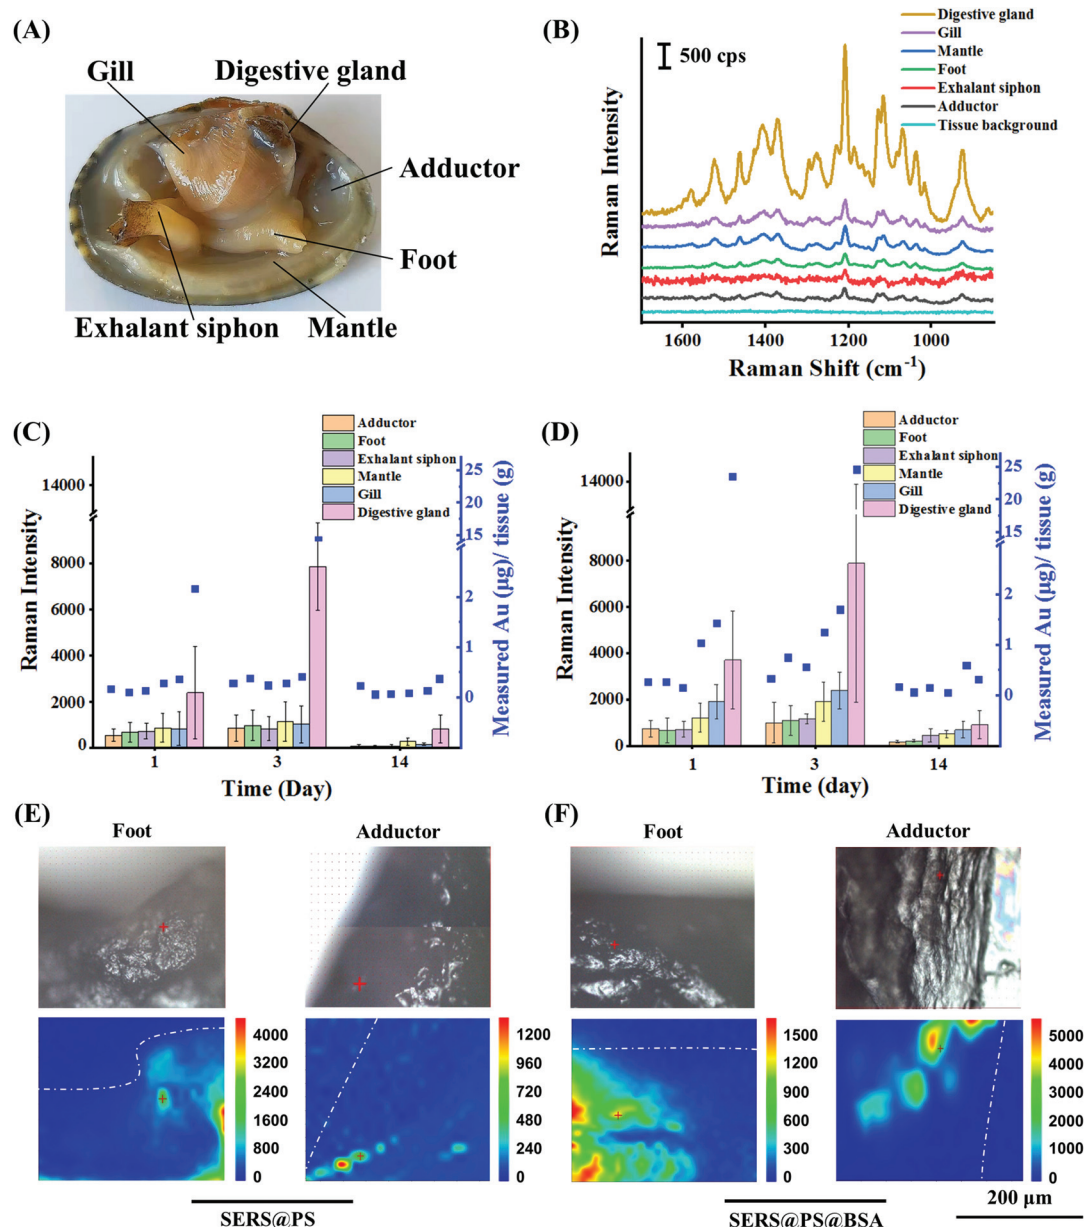 (A)
Gill
Digestive gland
Adductor
Foot
Exhalant siphon
Mantle
(B)
500 cps
Digestive gland
Gill
Mantle
Foot
Exhalant siphon
Adductor
Tissue background
Raman Intensity
1600
1400
1200
1000
Raman Shift (cm⁻¹)
(C)
Adductor
Foot
Exhalant siphon
Mantle
Gill
Digestive gland
Raman Intensity
14000
8000
6000
4000
2000
0
25
20
15
2
1
0
Measured Au (µg)/ tissue (g)
1
3
14
Time (Day)
(D)
Adductor
Foot
Exhalant siphon
Mantle
Gill
Digestive gland
Raman Intensity
14000
8000
6000
4000
2000
0
25
20
15
2
1
0
Measured Au (µg)/ tissue (g)
1
3
14
Time (day)
(E)
Foot
Adductor
4000
3200
2400
1600
800
0
1200
960
720
480
240
0
SERS@PS
(F)
Foot
Adductor
1500
1200
900
600
300
0
5000
4000
3000
2000
1000
0
SERS@PS@BSA
200 µm